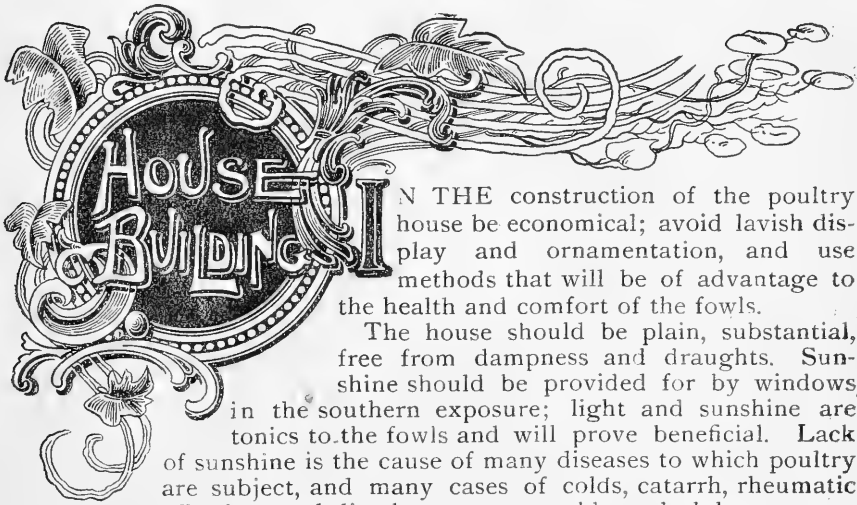 HOUSE
BUILDING
IN THE construction of the poultry
house be economical; avoid lavish dis-
play and ornamentation, and use
methods that will be of advantage to
the health and comfort of the fowls.
The house should be plain, substantial,
free from dampness and draughts. Sun-
shine should be provided for by windows
in the southern exposure; light and sunshine are
tonics to the fowls and will prove beneficial. Lack
of sunshine is the cause of many diseases to which poultry
are subject, and many cases of colds, catarrh, rheumatic